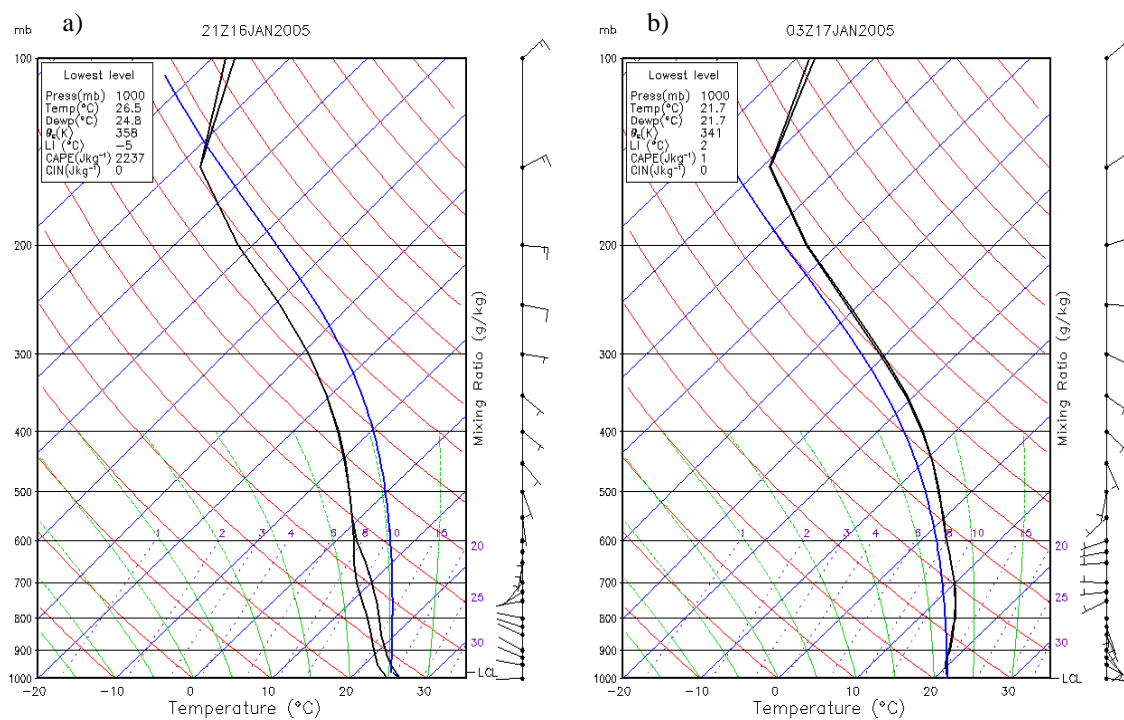 a)
mb
21Z16JAN2005
100
200
300
400
500
600
700
800
900
1000
Lowest level
Press(mb) 1000
Temp(°C) 26.5
Dewp(°C) 24.8
θE(K) 358
LI (°C) −5
CAPE(Jkg⁻¹) 2237
CIN(Jkg⁻¹) 0
1 2 3 4 6 8 10 15
20
25
30
LCL
Mixing Ratio (g/kg)
−20 −10 0 10 20 30
Temperature (°C)
b)
mb
03Z17JAN2005
100
200
300
400
500
600
700
800
900
1000
Lowest level
Press(mb) 1000
Temp(°C) 21.7
Dewp(°C) 21.7
θE(K) 341
LI (°C) 2
CAPE(Jkg⁻¹) 1
CIN(Jkg⁻¹) 0
1 2 3 4 6 8 10 15
20
25
30
LCL
Mixing Ratio (g/kg)
−20 −10 0 10 20 30
Temperature (°C)